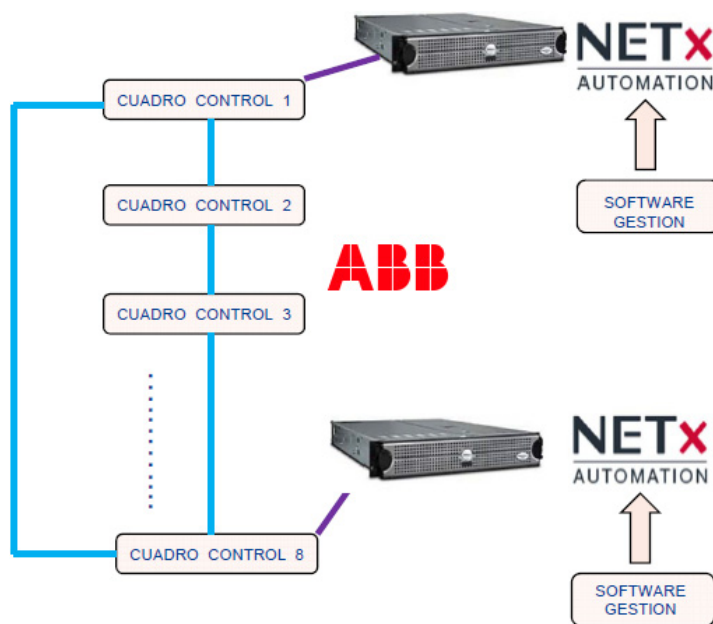 NETx
AUTOMATION
CUADRO CONTROL 1
CUADRO CONTROL 2
SOFTWARE
GESTION
ABB
CUADRO CONTROL 3
NETx
AUTOMATION
CUADRO CONTROL 8
SOFTWARE
GESTION